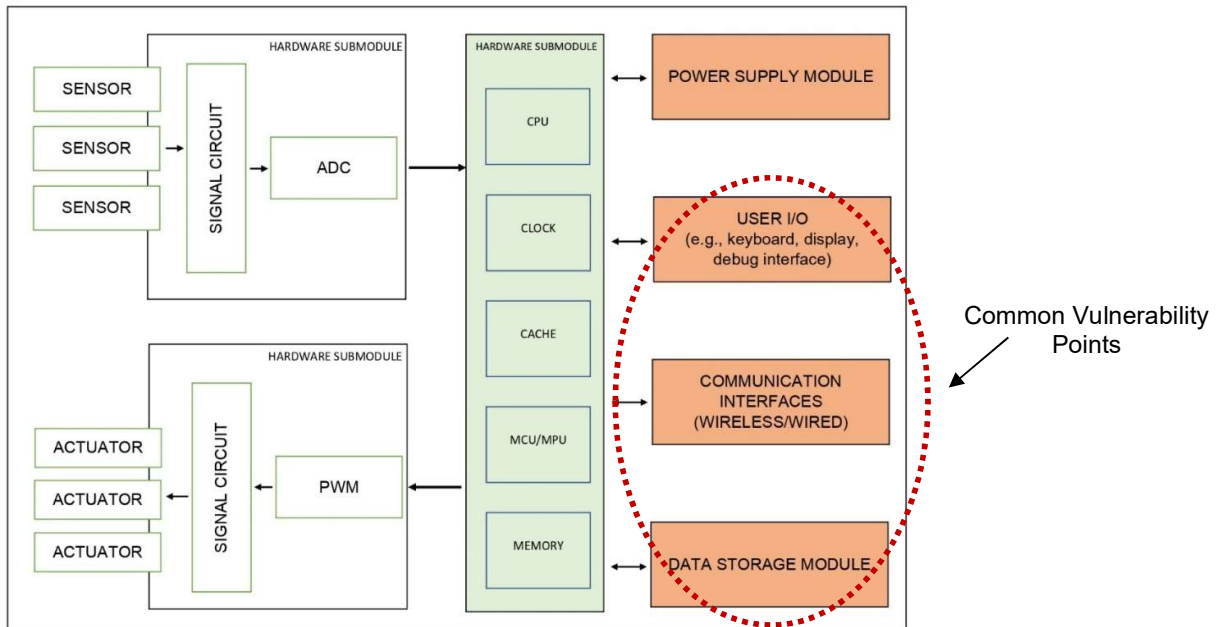 HARDWARE SUBMODULE
SENSOR
SENSOR
SENSOR
SIGNAL CIRCUIT
ADC
HARDWARE SUBMODULE
ACTUATOR
ACTUATOR
ACTUATOR
SIGNAL CIRCUIT
PWM
HARDWARE SUBMODULE
CPU
CLOCK
CACHE
MCU/MPU
MEMORY
POWER SUPPLY MODULE
USER I/O
(e.g., keyboard, display,
debug interface)
COMMUNICATION
INTERFACES
(WIRELESS/WIRED)
DATA STORAGE MODULE
Common Vulnerability
Points